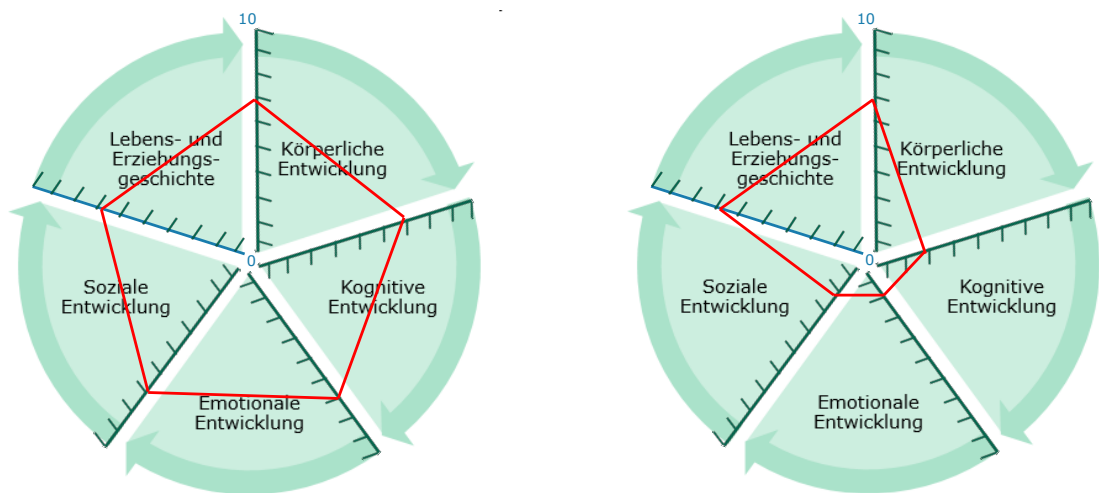 10
Lebens- und
Erziehungs-
geschichte
Körperliche
Entwicklung
0
Soziale
Entwicklung
Kognitive
Entwicklung
Emotionale
Entwicklung
10
Lebens- und
Erziehungs-
geschichte
Körperliche
Entwicklung
0
Soziale
Entwicklung
Kognitive
Entwicklung
Emotionale
Entwicklung